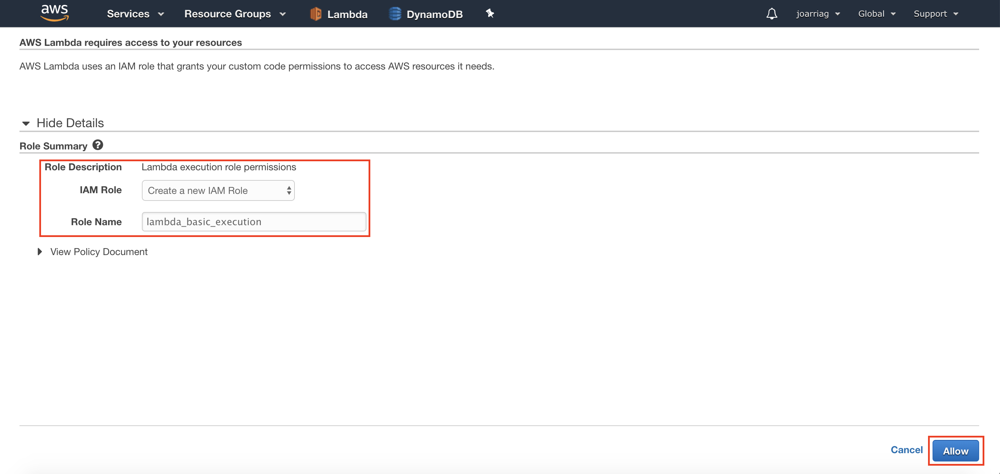 aws Services Resource Groups Lambda DynamoDB joarriag Global Support
AWS Lambda requires access to your resources
AWS Lambda uses an IAM role that grants your custom code permissions to access AWS resources it needs.
Hide Details
Role Summary ?
Role Description Lambda execution role permissions
IAM Role Create a new IAM Role
Role Name lambda_basic_execution
View Policy Document
Cancel Allow